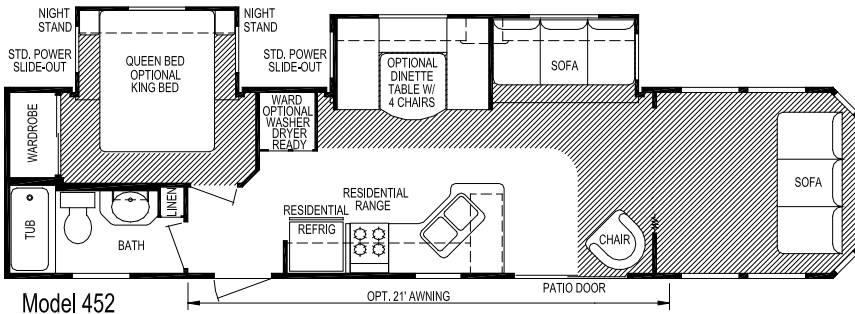 NIGHT
STAND
NIGHT
STAND
STD. POWER
SLIDE-OUT
STD. POWER
SLIDE-OUT
QUEEN BED
OPTIONAL
KING BED
OPTIONAL
DINETTE
TABLE W/
4 CHAIRS
SOFA
WARDROBE
WARD
OPTIONAL
WASHER
DRYER
READY
SOFA
TUB
LINEN
BATH
RESIDENTIAL
RANGE
RESIDENTIAL
REFRIG
CHAIR
PATIO DOOR
OPT. 21' AWNING
Model 452